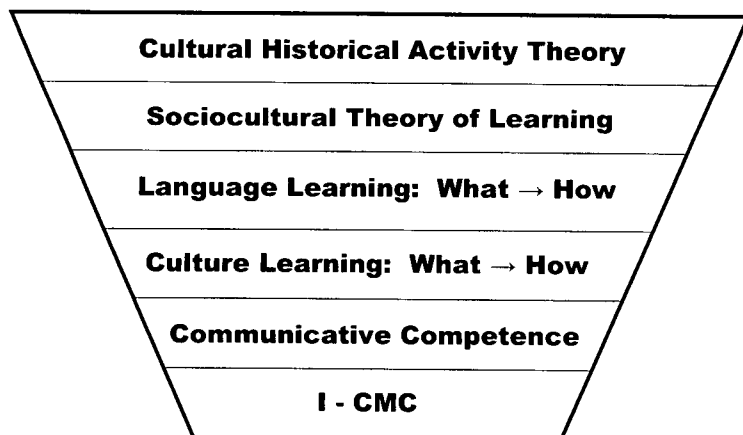 Cultural Historical Activity Theory
Sociocultural Theory of Learning
Language Learning: What → How
Culture Learning: What → How
Communicative Competence
I - CMC